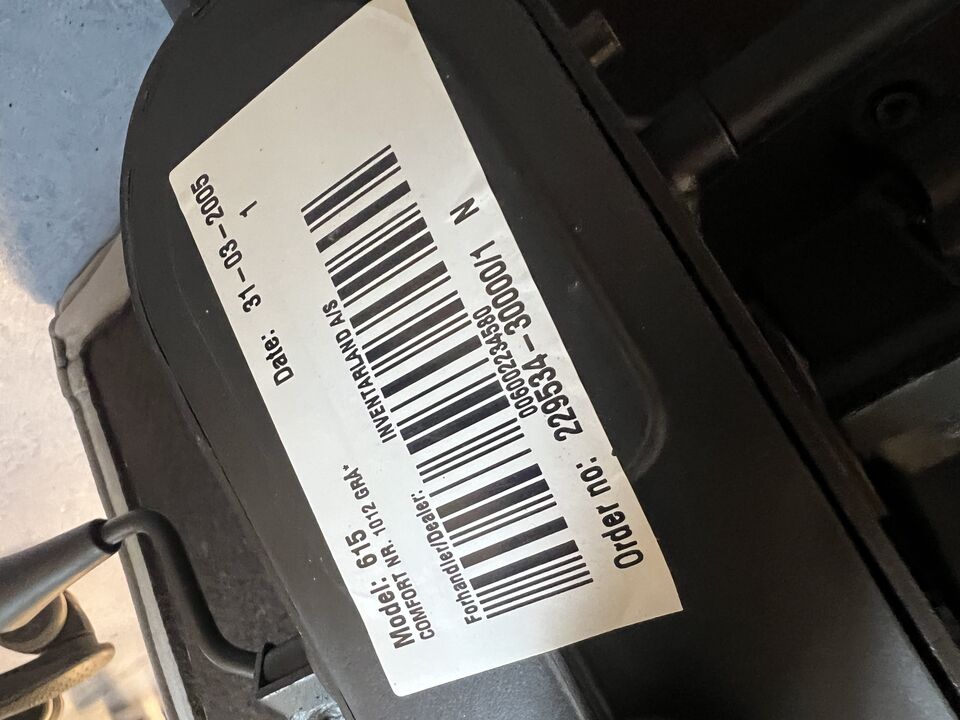 Model: 615
COMFORT NR. 1012 GRÅ*
Date: 31-03-2005
1
Forhandler/Dealer:
INVENTARLAND A/S
006002234580
Order no: 229534-30000/1 N